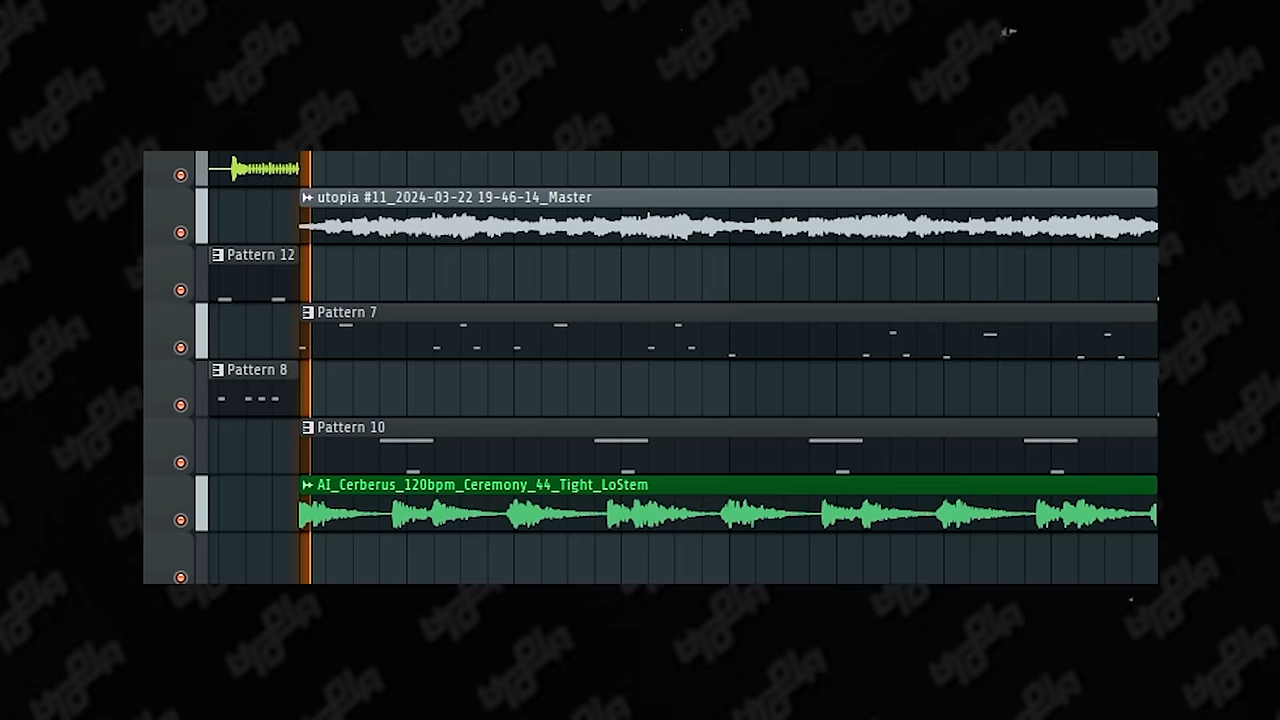 utopia #11_2024-03-22 19-46-14_Master
Pattern 12
Pattern 7
Pattern 8
Pattern 10
AI_Cerberus_120bpm_Ceremony_44_Tight_LoStem